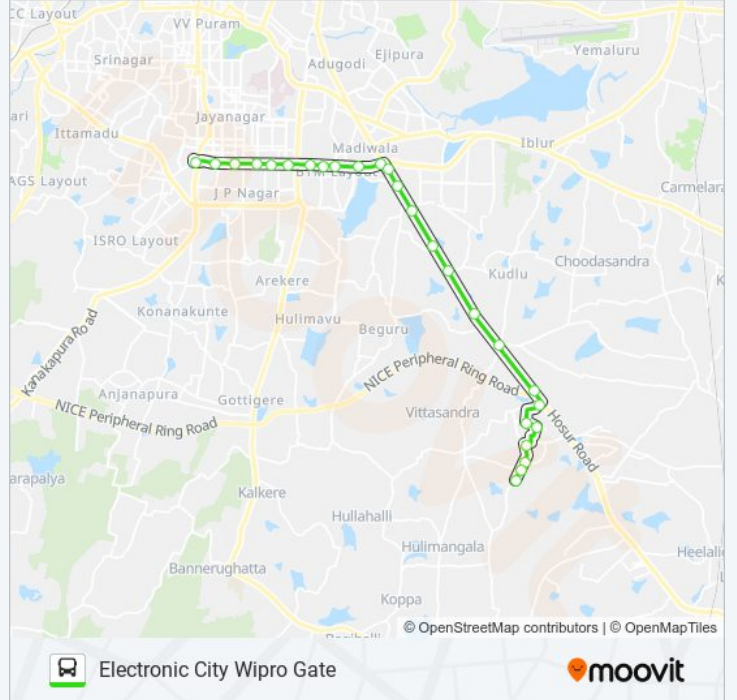 CC Layout
VV Puram
Srinagar
Adugodi
Ejipura
Yemaluru
ari
Jayanagar
Ittamadu
Madiwala
Iblur
BTM Layout
AGS Layout
J P Nagar
Carmelara
ISRO Layout
Choodasandra
Kudlu
Arekere
K
Konanakunte
Hulimavu
Beguru
Kanakapura Road
NICE Peripheral Ring Road
Anjanapura
Gottigere
Vittasandra
NICE Peripheral Ring Road
Hosur Road
arapalya
Kalkere
Hullahalli
Hulimangala
Heelalig
Bannerughatta
Koppa
© OpenStreetMap contributors | © OpenMapTiles
Electronic City Wipro Gate
moovit